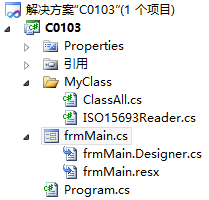 解决方案"C0103"(1 个项目)
C0103
Properties
引用
MyClass
ClassAll.cs
ISO15693Reader.cs
frmMain.cs
frmMain.Designer.cs
frmMain.resx
Program.cs